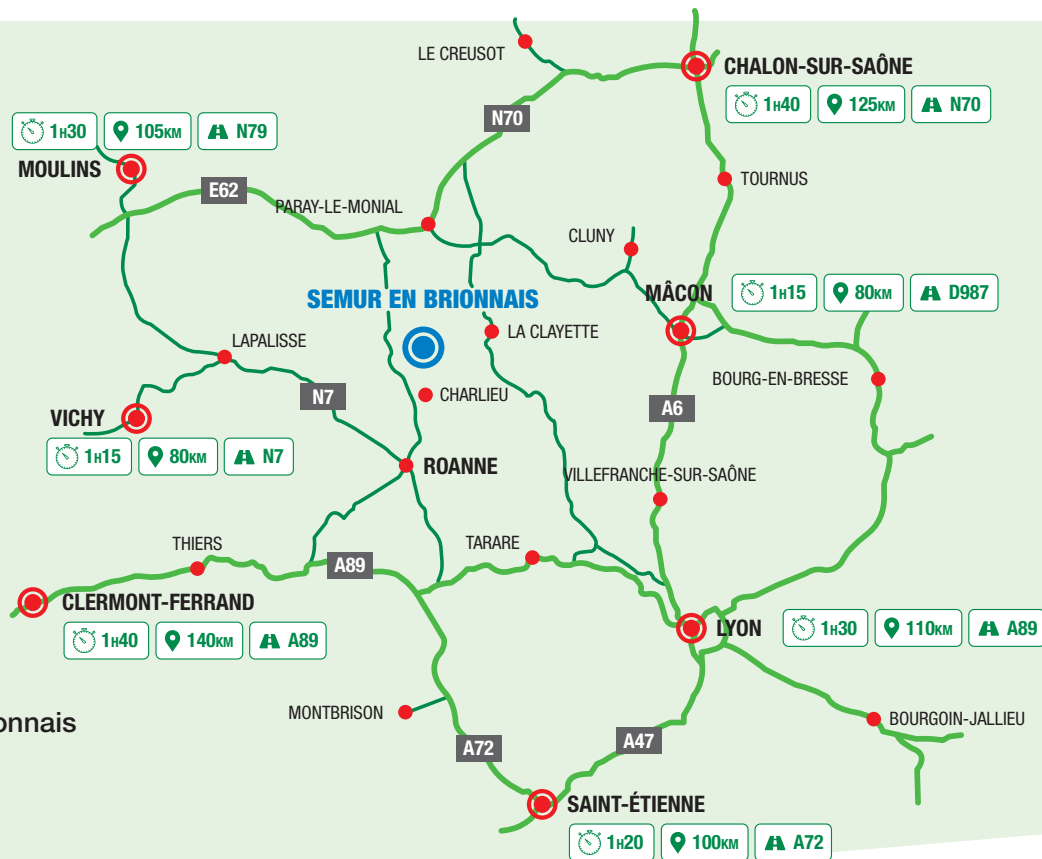 LE CREUSOT
CHALON-SUR-SAÔNE
1H40 125KM N70
N70
1H30 105KM N79
MOULINS
TOURNUS
E62
PARAY-LE-MONIAL
CLUNY
SEMUR EN BRIONNAIS
MÂCON
1H15 80KM D987
LA CLAYETTE
LAPALISSE
BOURG-EN-BRESSE
N7
CHARLIEU
A6
VICHY
1H15 80KM N7
ROANNE
VILLEFRANCHE-SUR-SAÔNE
THIERS
TARARE
A89
CLERMONT-FERRAND
1H40 140KM A89
LYON
1H30 110KM A89
MONTBRISON
onnais
BOURGOIN-JALLIEU
A72
A47
SAINT-ÉTIENNE
1H20 100KM A72